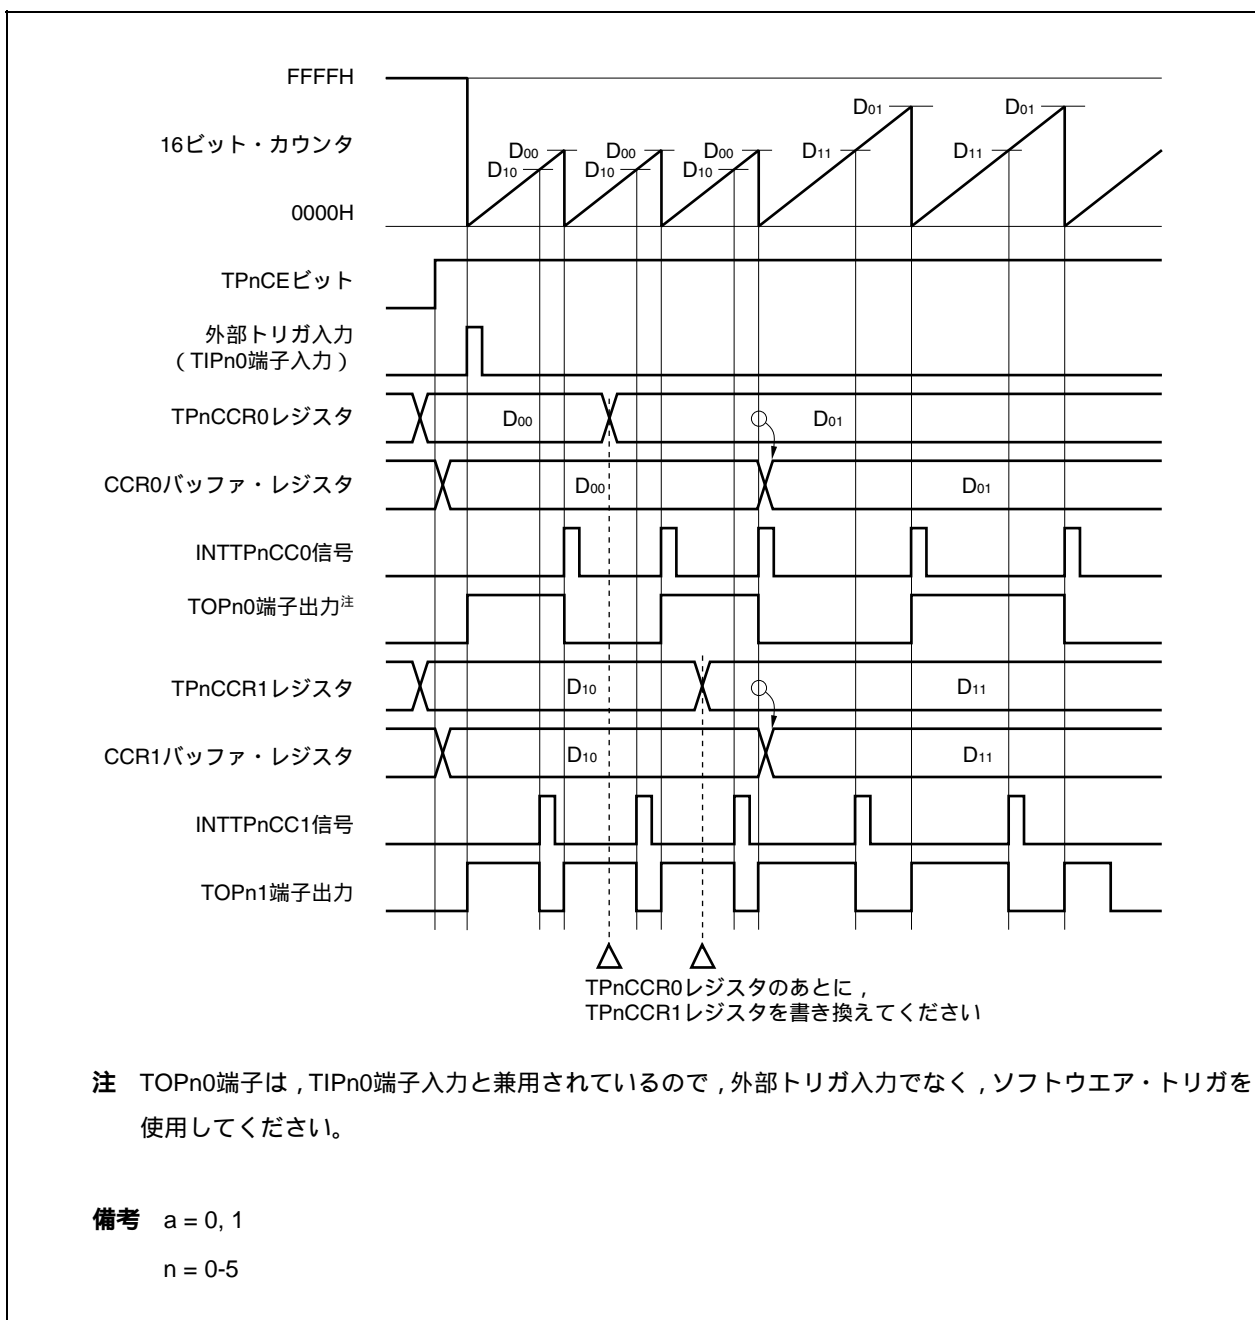 FFFFH
D01 D01
16ビット・カウンタ
D00 D00 D00 D11 D11
D10 D10 D10
0000H
TPnCEビット
外部トリガ入力
（TIPn0端子入力）
TPnCCR0レジスタ D00 D01
CCR0バッファ・レジスタ D00 D01
INTTPnCC0信号
TOPn0端子出力注
TPnCCR1レジスタ D10 D11
CCR1バッファ・レジスタ D10 D11
INTTPnCC1信号
TOPn1端子出力
TPnCCR0レジスタのあとに，
TPnCCR1レジスタを書き換えてください
注 TOPn0端子は，TIPn0端子入力と兼用されているので，外部トリガ入力でなく，ソフトウエア・トリガを
使用してください。
備考 a = 0, 1
n = 0-5